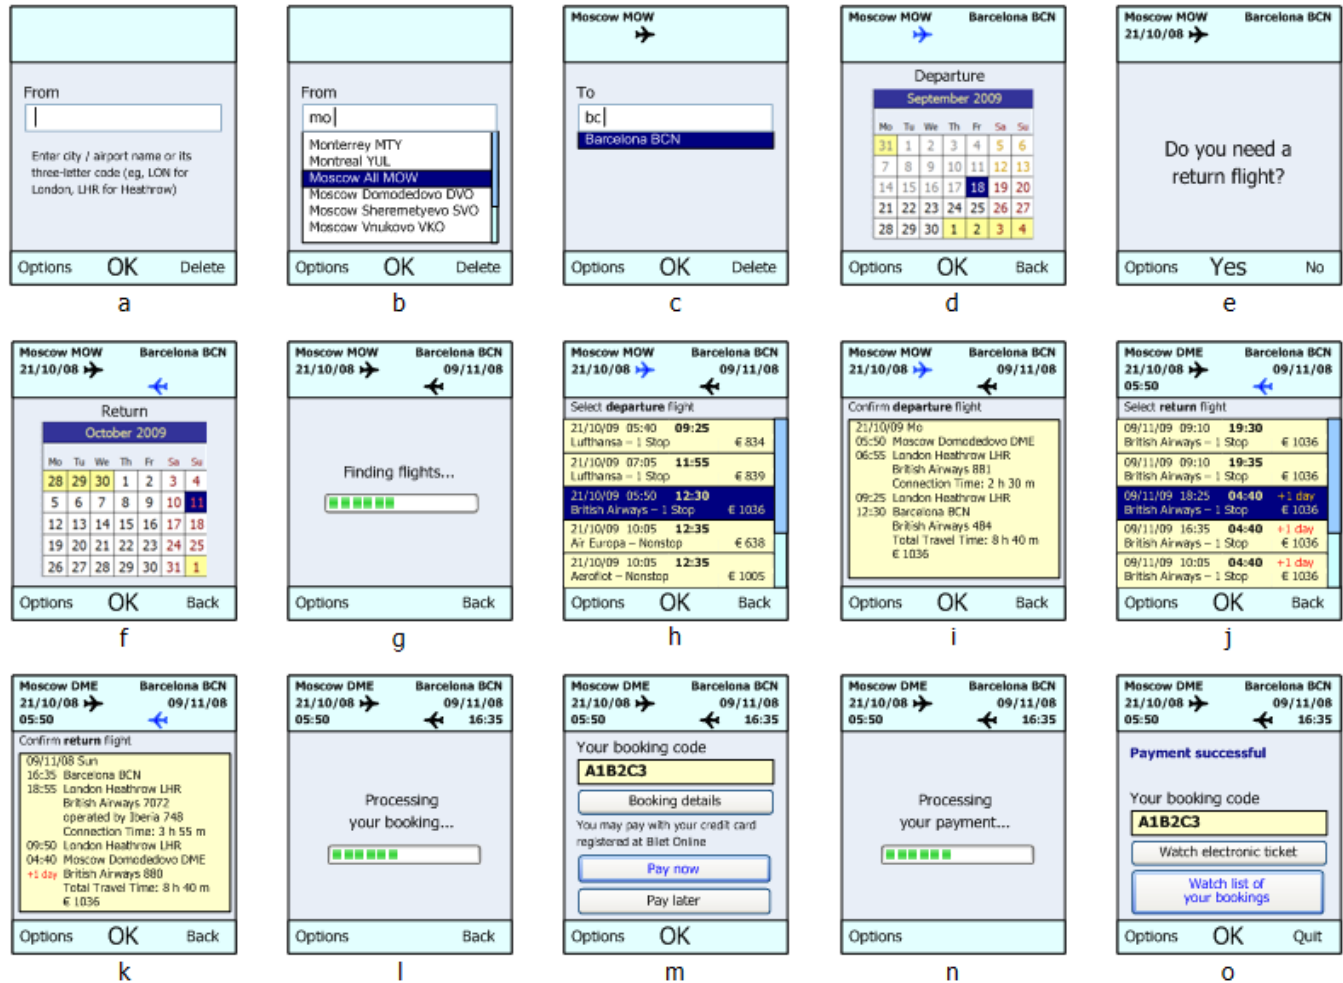 From
Enter city / airport name or its
three-letter code (eg, LON for
London, LHR for Heathrow)
Options OK Delete
a
From
mo
Monterrey MTY
Montreal YUL
Moscow All MOW
Moscow Domodedovo DVO
Moscow Sheremetyevo SVO
Moscow Vnukovo VKO
Options OK Delete
b
Moscow MOW
To
bc
Barcelona BCN
Options OK Delete
c
Moscow MOW Barcelona BCN
Departure
September 2009
Mo Tu We Th Fr Sa Su
31 1 2 3 4 5 6
7 8 9 10 11 12 13
14 15 16 17 18 19 20
21 22 23 24 25 26 27
28 29 30 1 2 3 4
Options OK Back
d
Moscow MOW Barcelona BCN
21/10/08
Do you need a
return flight?
Options Yes No
e
Moscow MOW Barcelona BCN
21/10/08
Return
October 2009
Mo Tu We Th Fr Sa Su
28 29 30 1 2 3 4
5 6 7 8 9 10 11
12 13 14 15 16 17 18
19 20 21 22 23 24 25
26 27 28 29 30 31 1
Options OK Back
f
Moscow MOW Barcelona BCN
21/10/08 09/11/08
Finding flights...
Options Back
g
Moscow MOW Barcelona BCN
21/10/08 09/11/08
Select departure flight
21/10/09 05:40 09:25
Lufthansa – 1 Stop € 834
21/10/09 07:05 11:55
Lufthansa – 1 Stop € 839
21/10/09 05:50 12:30
British Airways – 1 Stop € 1036
21/10/09 10:05 12:35
Air Europa – Nonstop € 638
21/10/09 10:05 12:35
Aeroflot – Nonstop € 1005
Options OK Back
h
Moscow MOW Barcelona BCN
21/10/08 09/11/08
Confirm departure flight
21/10/09 Mo
05:50 Moscow Domodedovo DME
06:55 London Heathrow LHR
British Airways 881
Connection Time: 2 h 30 m
09:25 London Heathrow LHR
12:30 Barcelona BCN
British Airways 484
Total Travel Time: 8 h 40 m
€ 1036
Options OK Back
i
Moscow DME Barcelona BCN
21/10/08 09/11/08
05:50
Select return flight
09/11/09 09:10 19:30
British Airways – 1 Stop € 1036
09/11/09 09:10 19:35
British Airways – 1 Stop € 1036
09/11/09 18:25 04:40 +1 day
British Airways – 1 Stop € 1036
09/11/09 16:35 04:40 +1 day
British Airways – 1 Stop € 1036
09/11/09 10:05 04:40 +1 day
British Airways – 1 Stop € 1036
Options OK Back
j
Moscow DME Barcelona BCN
21/10/08 09/11/08
05:50
Confirm return flight
09/11/08 Sun
16:35 Barcelona BCN
18:55 London Heathrow LHR
British Airways 7072
operated by Iberia 748
Connection Time: 3 h 55 m
09:50 London Heathrow LHR
04:40 Moscow Domodedovo DME
+1 day British Airways 880
Total Travel Time: 8 h 40 m
€ 1036
Options OK Back
k
Moscow DME Barcelona BCN
21/10/08 09/11/08
05:50 16:35
Processing
your booking...
Options Back
l
Moscow DME Barcelona BCN
21/10/08 09/11/08
05:50 16:35
Your booking code
A1B2C3
Booking details
You may pay with your credit card
registered at Bilet Online
Pay now
Pay later
Options OK
m
Moscow DME Barcelona BCN
21/10/08 09/11/08
05:50 16:35
Processing
your payment...
Options
n
Moscow DME Barcelona BCN
21/10/08 09/11/08
05:50 16:35
Payment successful
Your booking code
A1B2C3
Watch electronic ticket
Watch list of
your bookings
Options OK Quit
o